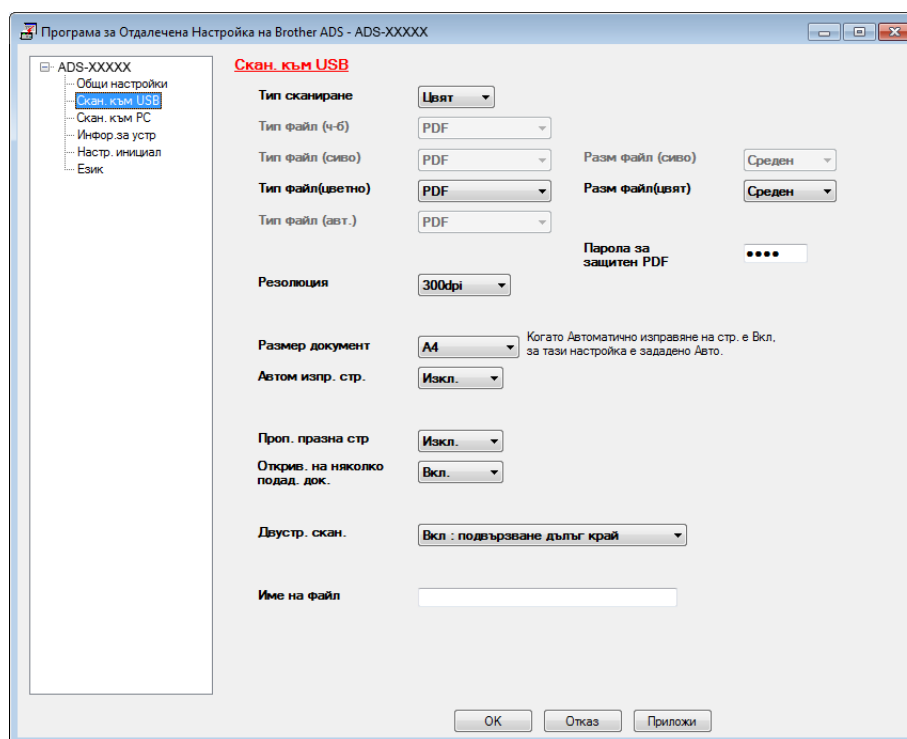 Програма за Отдалечена Настройка на Brother ADS - ADS-XXXXX
ADS-XXXXX
Общи настройки
Скан. към USB
Скан. към PC
Инфор.за устр
Настр. инициал
Език
Скан. към USB
Тип сканиране Цвят
Тип файл (ч-б) PDF
Тип файл (сиво) PDF Разм файл (сиво) Среден
Тип файл(цветно) PDF Разм файл(цвят) Среден
Тип файл (авт.) PDF
Парола за
защитен PDF ●●●●
Резолюция 300dpi
Размер документ A4 Когато Автоматично изправяне на стр. е Вкл,
за тази настройка е зададено Авто.
Автом изпр. стр. Изкл.
Проп. празна стр Изкл.
Открив. на няколко
подад. док. Вкл.
Двустр. скан. Вкл : подвързване дълъг край
Име на файл
OK Отказ Приложи